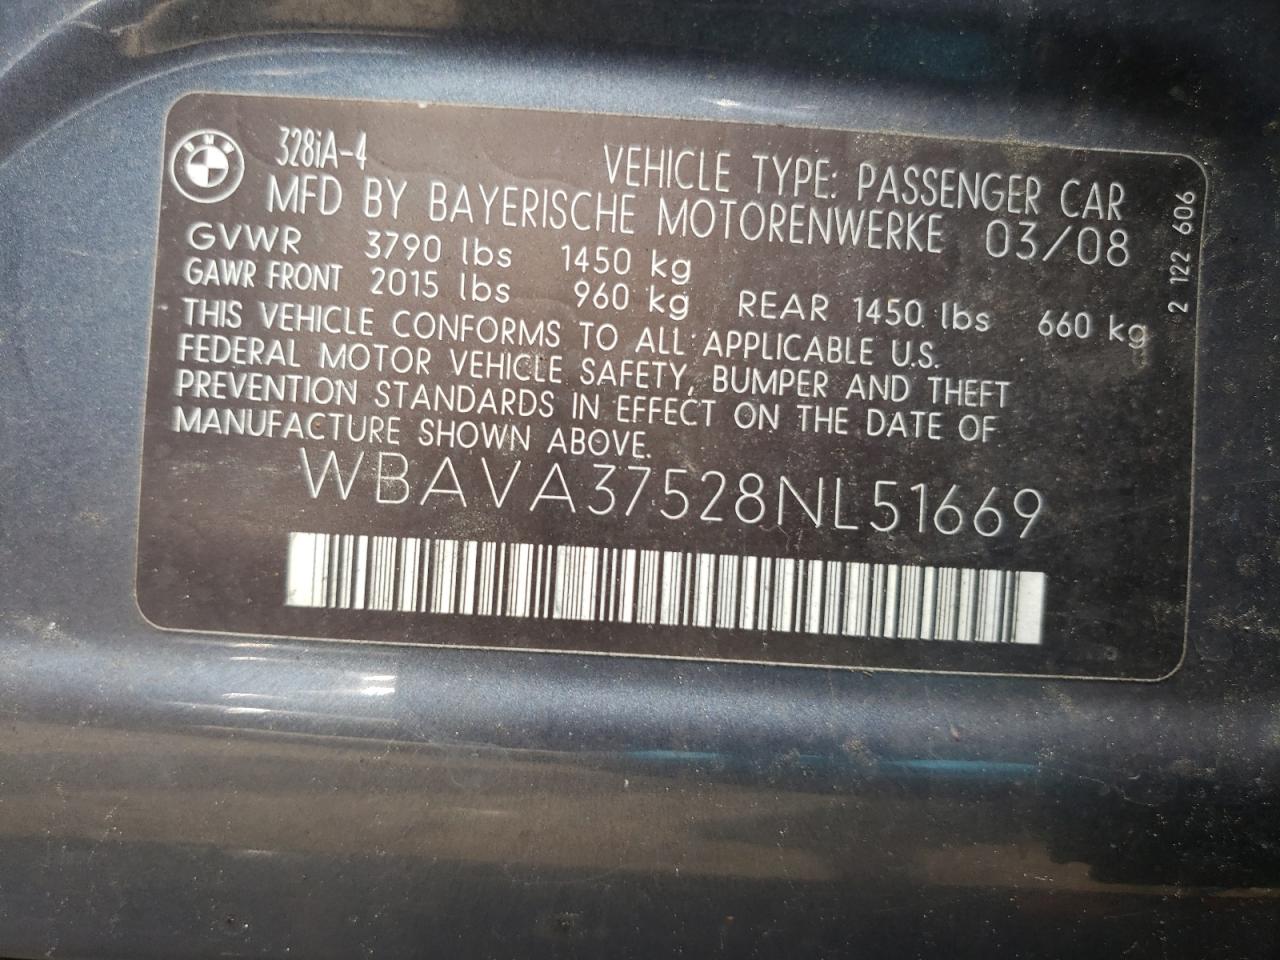 BMW
328iA-4
VEHICLE TYPE: PASSENGER CAR
MFD BY BAYERISCHE MOTORENWERKE 03/08
GVWR 3790 lbs 1450 kg
GAWR FRONT 2015 lbs 960 kg REAR 1450 lbs 660 kg
THIS VEHICLE CONFORMS TO ALL APPLICABLE U.S.
FEDERAL MOTOR VEHICLE SAFETY, BUMPER AND THEFT
PREVENTION STANDARDS IN EFFECT ON THE DATE OF
MANUFACTURE SHOWN ABOVE.
WBAVA37528NL51669
2 122 606